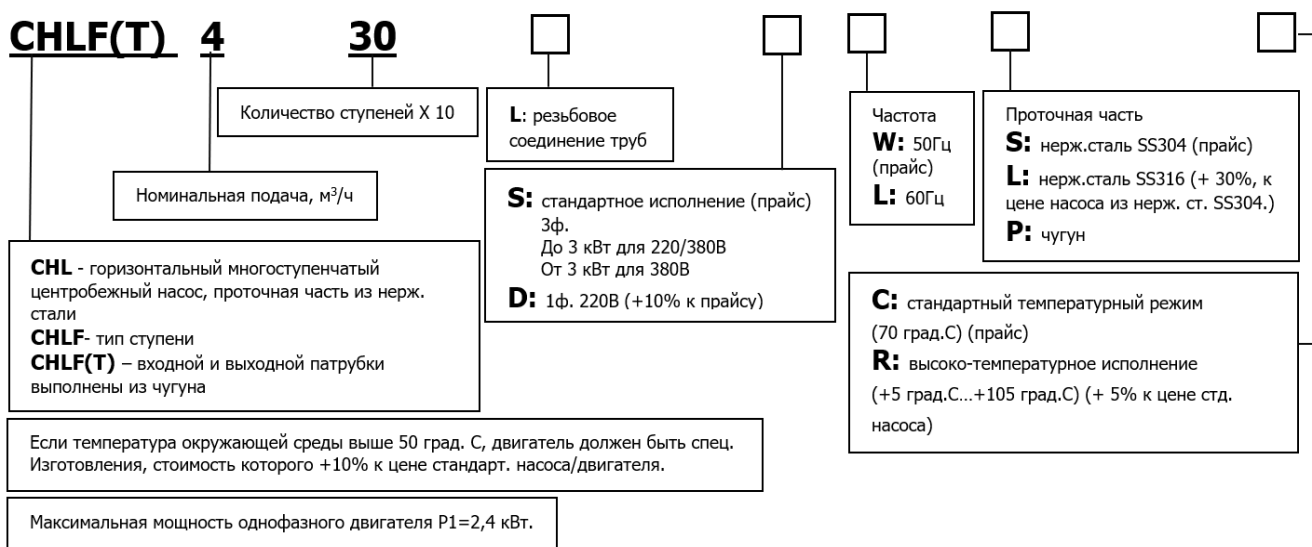 CHLF(T) 4 30
Количество ступеней X 10
L: резьбовое
соединение труб
Номинальная подача, м³/ч
S: стандартное исполнение (прайс)
3ф.
До 3 кВт для 220/380В
От 3 кВт для 380В
D: 1ф. 220В (+10% к прайсу)
Частота
W: 50Гц
(прайс)
L: 60Гц
Проточная часть
S: нерж.сталь SS304 (прайс)
L: нерж.сталь SS316 (+ 30%, к
цене насоса из нерж. ст. SS304.)
P: чугун
CHL - горизонтальный многоступенчатый
центробежный насос, проточная часть из нерж.
стали
CHLF- тип ступени
CHLF(T) – входной и выходной патрубки
выполнены из чугуна
C: стандартный температурный режим
(70 град.С) (прайс)
R: высоко-температурное исполнение
(+5 град.С...+105 град.С) (+ 5% к цене стд.
насоса)
Если температура окружающей среды выше 50 град. С, двигатель должен быть спец.
Изготовления, стоимость которого +10% к цене стандарт. насоса/двигателя.
Максимальная мощность однофазного двигателя P1=2,4 кВт.